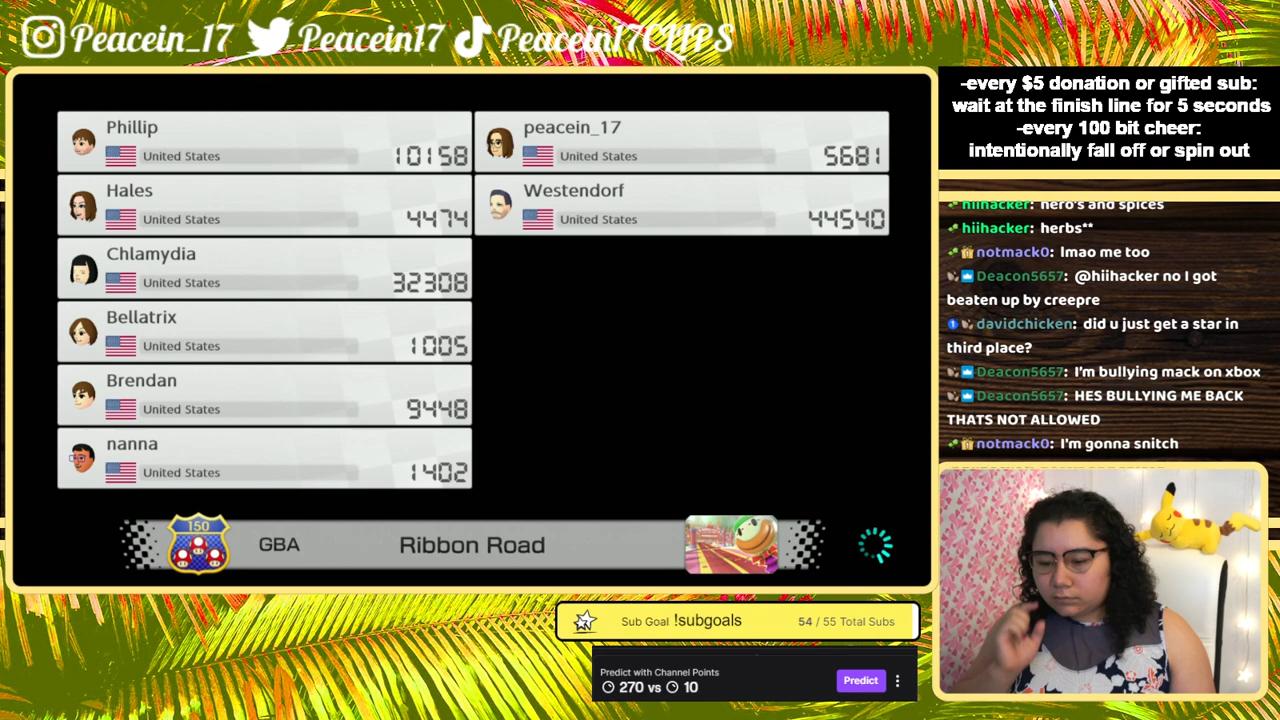 Peacein_17 Peacein17 Peacein17ClIPS
-every $5 donation or gifted sub:
wait at the finish line for 5 seconds
-every 100 bit cheer:
intentionally fall off or spin out
Phillip
United States 10158
Hales
United States 4474
Chlamydia
United States 32308
Bellatrix
United States 1005
Brendan
United States 9448
nanna
United States 1402
peacein_17
United States 5681
Westendorf
United States 44540
150
GBA Ribbon Road
hiihacker: hero's and spices
hiihacker: herbs**
notmack0: lmao me too
Deacon5657: @hiihacker no I got
beaten up by creepre
davidchicken: did u just get a star in
third place?
Deacon5657: I'm bullying mack on xbox
Deacon5657: HES BULLYING ME BACK
THATS NOT ALLOWED
notmack0: I'm gonna snitch
Sub Goal !subgoals 54 / 55 Total Subs
Predict with Channel Points
270 vs 10
Predict